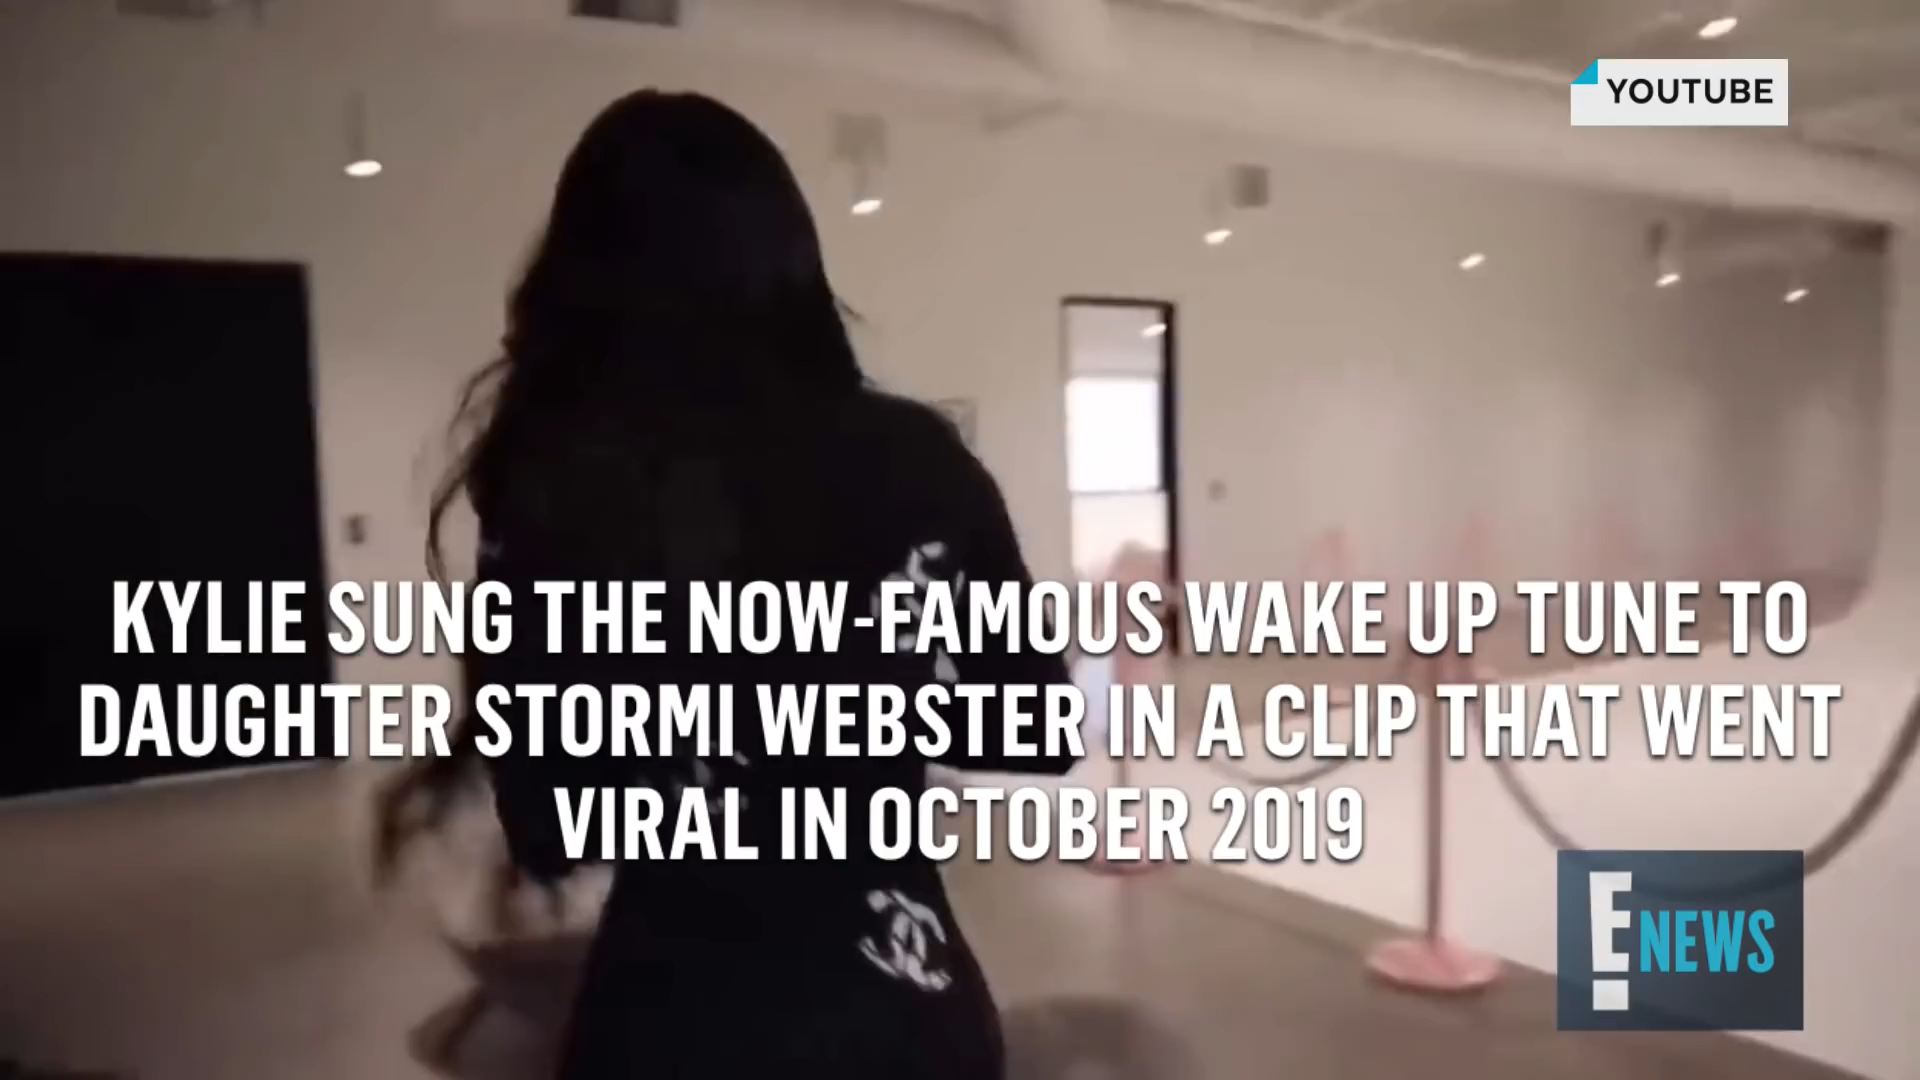 YOUTUBE
KYLIE SUNG THE NOW-FAMOUS WAKE UP TUNE TO
DAUGHTER STORMI WEBSTER IN A CLIP THAT WENT
VIRAL IN OCTOBER 2019
E! NEWS